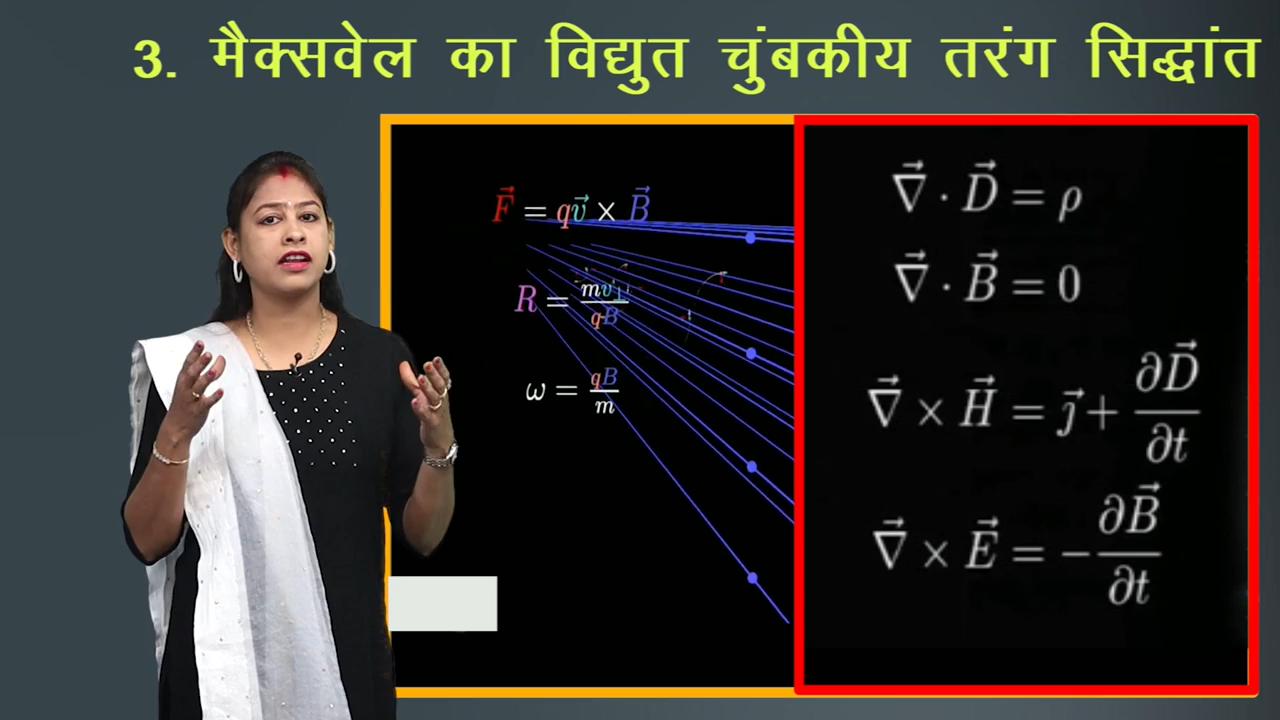 3. मैक्सवेल का विद्युत चुंबकीय तरंग सिद्धांत
F⃗ = qv⃗ × B⃗
R = mv⊥/qB
ω = qB/m
∇⃗ · D⃗ = ρ
∇⃗ · B⃗ = 0
∇⃗ × H⃗ = ȷ⃗ + ∂D⃗/∂t
∇⃗ × E⃗ = −∂B⃗/∂t